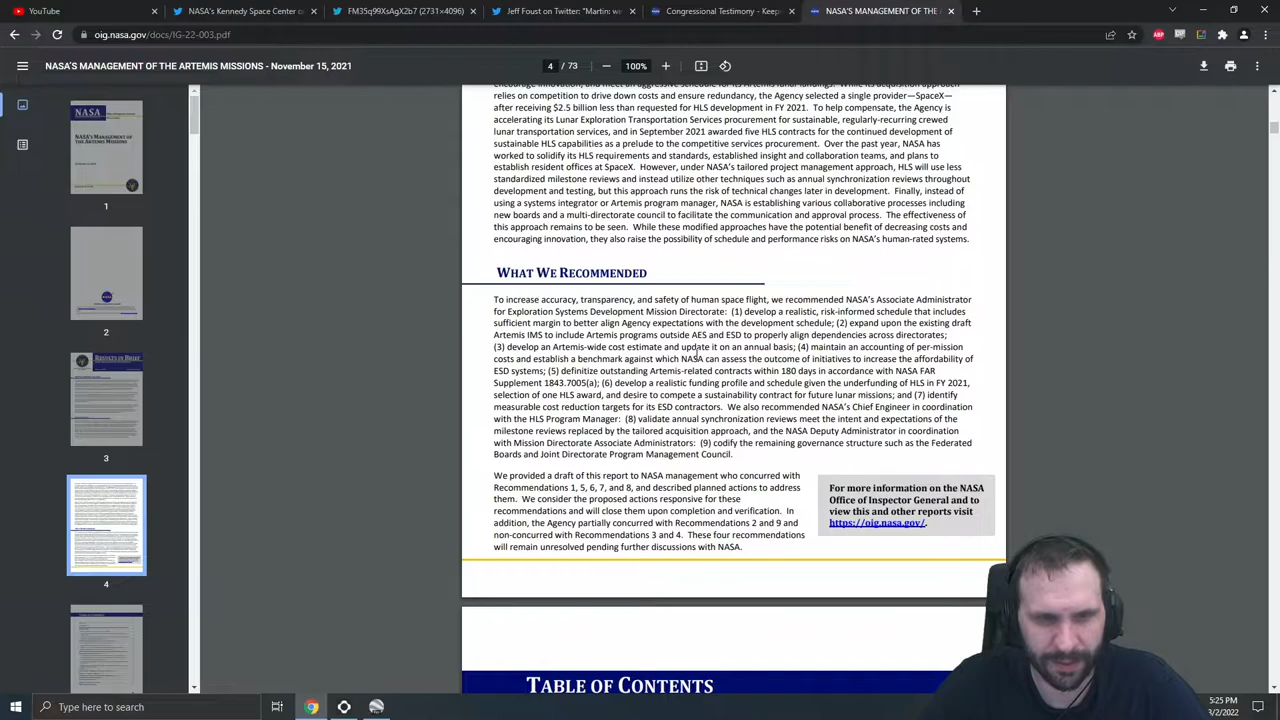 YouTube
NASA's Kennedy Space Center o
FM35q99XsAgX2b7 (2731×4096)
Jeff Foust on Twitter: "Martin: we
Congressional Testimony - Keepi
NASA'S MANAGEMENT OF THE A
oig.nasa.gov/docs/IG-22-003.pdf
ABP
NASA'S MANAGEMENT OF THE ARTEMIS MISSIONS - November 15, 2021
4 / 73
100%
relies on competition to drive down costs and ensure redundancy, the Agency selected a single provider—SpaceX—
after receiving $2.5 billion less than requested for HLS development in FY 2021. To help compensate, the Agency is
accelerating its Lunar Exploration Transportation Services procurement for sustainable, regularly-recurring crewed
lunar transportation services, and in September 2021 awarded five HLS contracts for the continued development of
sustainable HLS capabilities as a prelude to the competitive services procurement. Over the past year, NASA has
worked to solidify its HLS requirements and standards, established insight and collaboration teams, and plans to
establish resident offices at SpaceX. However, under NASA's tailored project management approach, HLS will use less
standardized milestone reviews and instead utilize other techniques such as annual synchronization reviews throughout
development and testing, but this approach runs the risk of technical changes later in development. Finally, instead of
using a systems integrator or Artemis program manager, NASA is establishing various collaborative processes including
new boards and a multi-directorate council to facilitate the communication and approval process. The effectiveness of
this approach remains to be seen. While these modified approaches have the potential benefit of decreasing costs and
encouraging innovation, they also raise the possibility of schedule and performance risks on NASA's human-rated systems.
WHAT WE RECOMMENDED
To increase accuracy, transparency, and safety of human space flight, we recommended NASA's Associate Administrator
for Exploration Systems Development Mission Directorate: (1) develop a realistic, risk-informed schedule that includes
sufficient margin to better align Agency expectations with the development schedule; (2) expand upon the existing draft
Artemis IMS to include Artemis programs outside AES and ESD to properly align dependencies across directorates;
(3) develop an Artemis-wide cost estimate and update it on an annual basis; (4) maintain an accounting of per-mission
costs and establish a benchmark against which NASA can assess the outcome of initiatives to increase the affordability of
ESD systems; (5) definitize outstanding Artemis-related contracts within 180 days in accordance with NASA FAR
Supplement 1843.7005(a); (6) develop a realistic funding profile and schedule given the underfunding of HLS in FY 2021,
selection of one HLS award, and desire to compete a sustainability contract for future lunar missions; and (7) identify
measurable cost reduction targets for its ESD contractors. We also recommended NASA's Chief Engineer in coordination
with the HLS Program Manager: (8) validate annual synchronization reviews meet the intent and expectations of the
milestone reviews replaced by the tailored acquisition approach, and the NASA Deputy Administrator in coordination
with Mission Directorate Associate Administrators: (9) codify the remaining governance structure such as the Federated
Boards and Joint Directorate Program Management Council.
We provided a draft of this report to NASA management who concurred with
Recommendations 1, 5, 6, 7, and 8, and described planned actions to address
them. We consider the proposed actions responsive for these
recommendations and will close them upon completion and verification. In
addition, the Agency partially concurred with Recommendations 2 and 9 and
non-concurred with Recommendations 3 and 4. These four recommendations
will remain unresolved pending further discussions with NASA.
For more information on the NASA
Office of Inspector General and to
view this and other reports visit
https://oig.nasa.gov/.
TABLE OF CONTENTS
NASA
NASA'S MANAGEMENT OF
THE ARTEMIS MISSIONS
1
2
RESULTS IN BRIEF
3
4
Type here to search
5:25 PM
3/2/2022